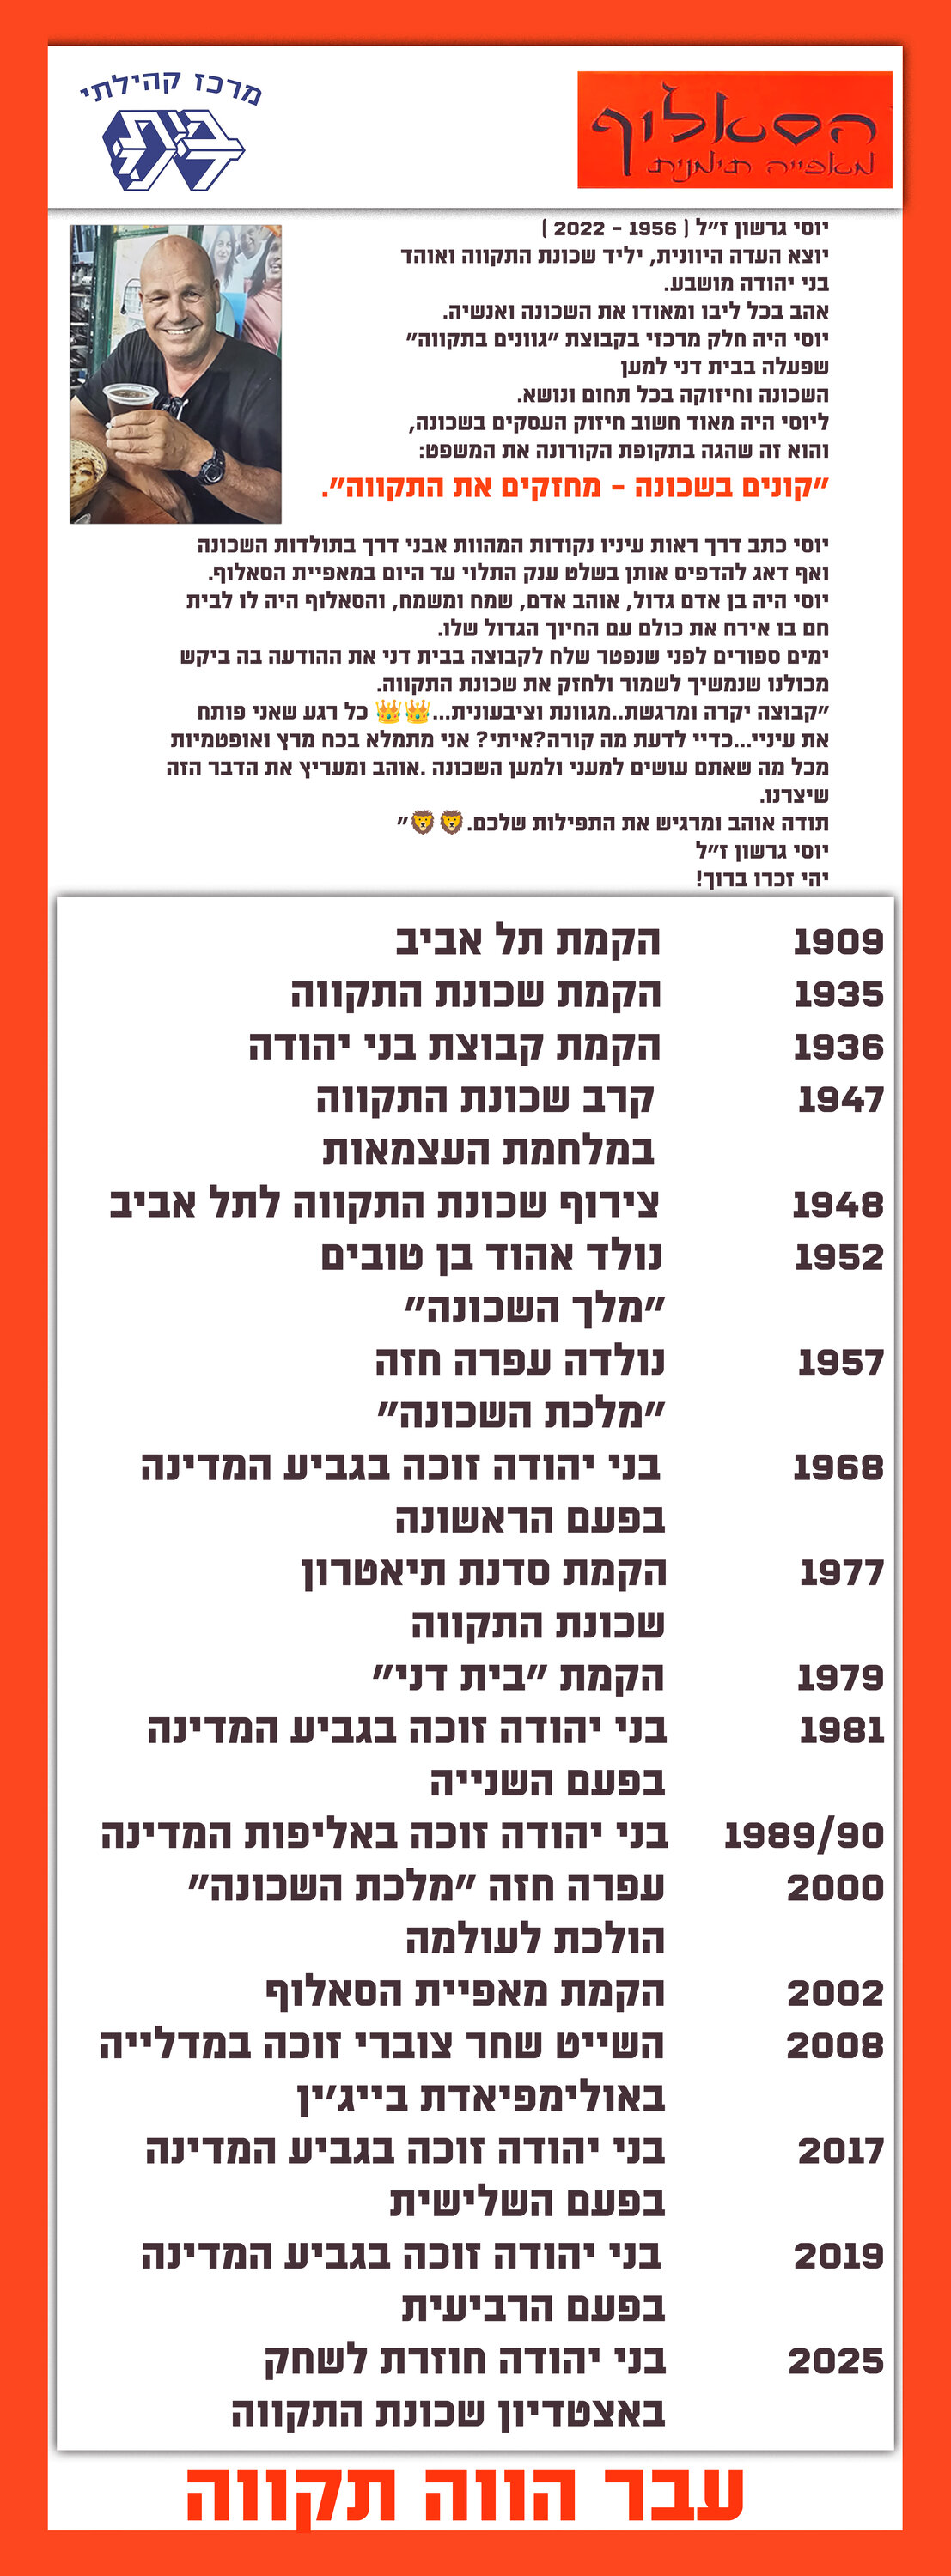 הסאלוף
מאפייה תימנית
מרכז קהילתי
בית דני
יוסי גרשון ז״ל ( 1956 - 2022 )
יוצא העדה היוונית, יליד שכונת התקווה ואוהד
בני יהודה מושבע.
אהב בכל ליבו ומאודו את השכונה ואנשיה.
יוסי היה חלק מרכזי בקבוצת ״גוונים בתקווה״
שפעלה בבית דני למען
השכונה וחיזוקה בכל תחום ונושא.
ליוסי היה מאוד חשוב חיזוק העסקים בשכונה,
והוא זה שהגה בתקופת הקורונה את המשפט:
״קונים בשכונה - מחזקים את התקווה״.
יוסי כתב דרך ראות עיניו נקודות המהוות אבני דרך בתולדות השכונה
ואף דאג להדפיס אותן בשלט ענק התלוי עד היום במאפיית הסאלוף.
יוסי היה בן אדם גדול, אוהב אדם, שמח ומשמח, והסאלוף היה לו לבית
חם בו אירח את כולם עם החיוך הגדול שלו.
ימים ספורים לפני שנפטר שלח לקבוצה בבית דני את ההודעה בה ביקש
מכולנו שנמשיך לשמור ולחזק את שכונת התקווה.
״קבוצה יקרה ומרגשת..מגוונת וציבעונית...👑👑 כל רגע שאני פותח
את עיניי...כדיי לדעת מה קורה?איתי? אני מתמלא בכח מרץ ואופטמיות
מכל מה שאתם עושים למעני ולמען השכונה .אוהב ומעריץ את הדבר הזה
שיצרנו.
תודה אוהב ומרגיש את התפילות שלכם.🦁🦁״
יוסי גרשון ז״ל
יהי זכרו ברוך!
1909 הקמת תל אביב
1935 הקמת שכונת התקווה
1936 הקמת קבוצת בני יהודה
1947 קרב שכונת התקווה
במלחמת העצמאות
1948 צירוף שכונת התקווה לתל אביב
1952 נולד אהוד בן טובים
״מלך השכונה״
1957 נולדה עפרה חזה
״מלכת השכונה״
1968 בני יהודה זוכה בגביע המדינה
בפעם הראשונה
1977 הקמת סדנת תיאטרון
שכונת התקווה
1979 הקמת ״בית דני״
1981 בני יהודה זוכה בגביע המדינה
בפעם השנייה
1989/90 בני יהודה זוכה באליפות המדינה
2000 עפרה חזה ״מלכת השכונה״
הולכת לעולמה
2002 הקמת מאפיית הסאלוף
2008 השייט שחר צוברי זוכה במדלייה
באולימפיאדת בייג׳ין
2017 בני יהודה זוכה בגביע המדינה
בפעם השלישית
2019 בני יהודה זוכה בגביע המדינה
בפעם הרביעית
2025 בני יהודה חוזרת לשחק
באצטדיון שכונת התקווה
עבר הווה תקווה